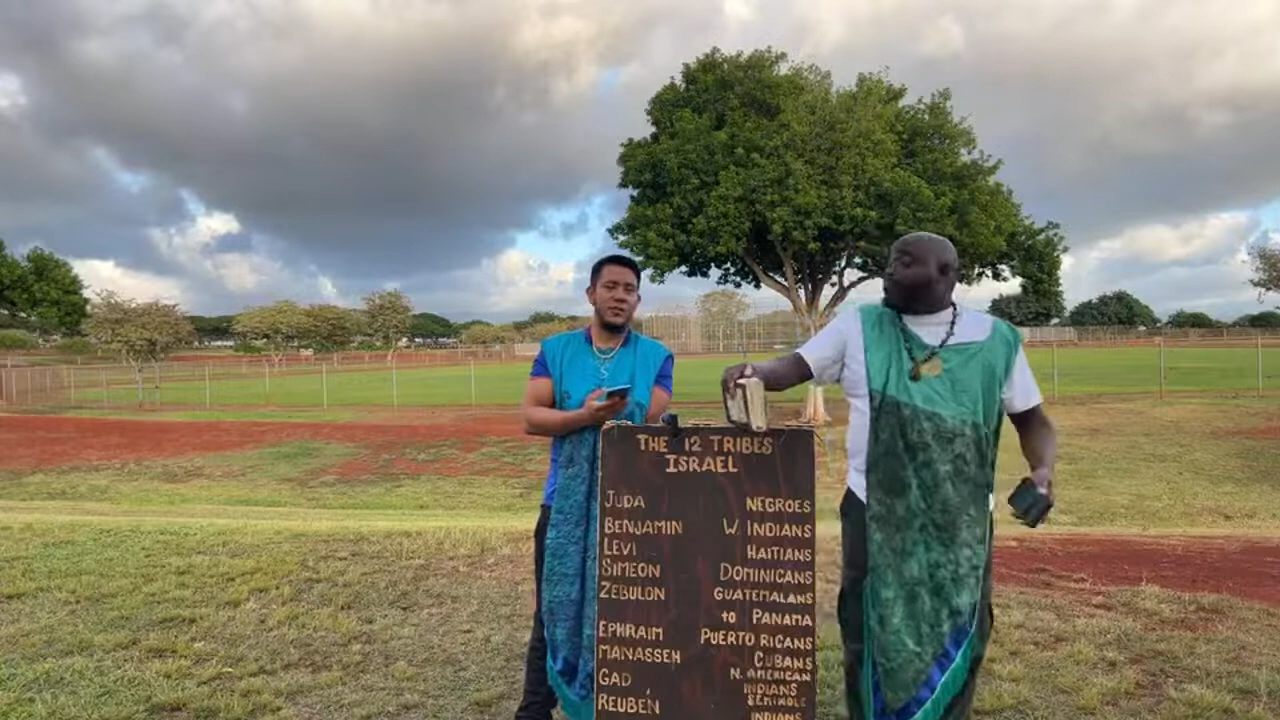 THE 12 TRIBES
ISRAEL
JUDA NEGROES
BENJAMIN W. INDIANS
LEVI HAITIANS
SIMEON DOMINICANS
ZEBULON GUATEMALANS
to PANAMA
EPHRAIM PUERTO RICANS
MANASSEH CUBANS
GAD N. AMERICAN
INDIANS
REUBEN SEMINOLE
INDIANS